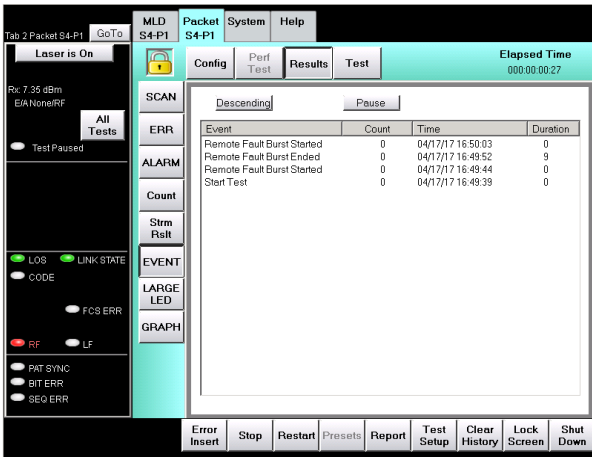 Tab 2 Packet S4-P1
GoTo
MLD
S4-P1
Packet
S4-P1
System
Help
Laser is On
Config
Perf
Test
Results
Test
Elapsed Time
000:00:00:27
Rx: 7.35 dBm
E/A None/RF
All
Tests
Test Paused
LOS
LINK STATE
CODE
FCS ERR
RF
LF
PAT SYNC
BIT ERR
SEQ ERR
SCAN
ERR
ALARM
Count
Strm
Rslt
EVENT
LARGE
LED
GRAPH
Descending
Pause
Event Count Time Duration
Remote Fault Burst Started 0 04/17/17 16:50:03 0
Remote Fault Burst Ended 0 04/17/17 16:49:52 9
Remote Fault Burst Started 0 04/17/17 16:49:44 0
Start Test 0 04/17/17 16:49:39 0
Error
Insert
Stop
Restart
Presets
Report
Test
Setup
Clear
History
Lock
Screen
Shut
Down